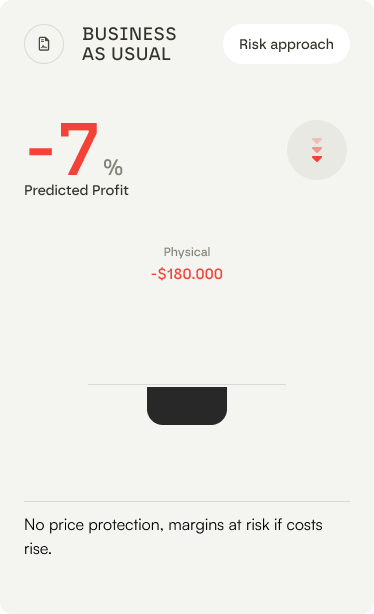 BUSINESS
AS USUAL
Risk approach
-7%
Predicted Profit
Physical
-$180.000
No price protection, margins at risk if costs
rise.